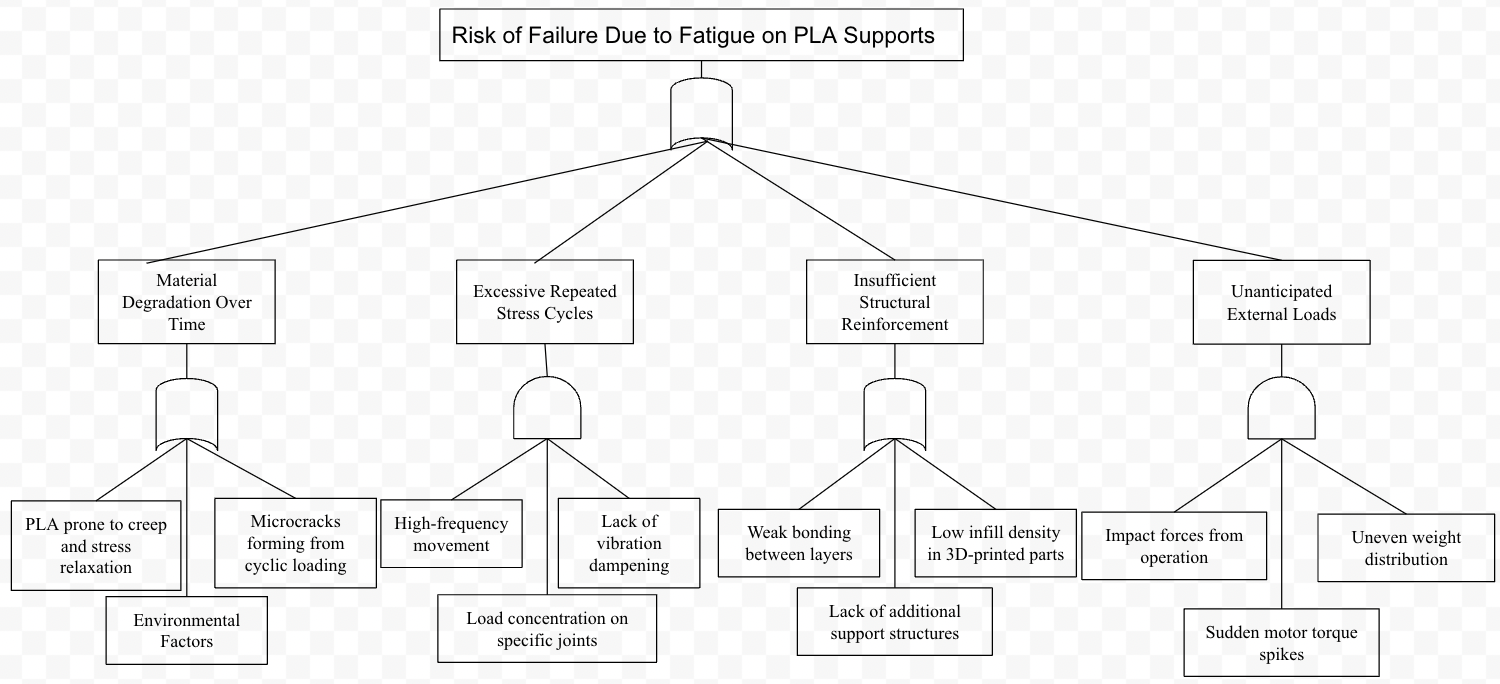 Risk of Failure Due to Fatigue on PLA Supports
Material
Degradation Over
Time
Excessive Repeated
Stress Cycles
Insufficient
Structural
Reinforcement
Unanticipated
External Loads
PLA prone to creep
and stress
relaxation
Environmental
Factors
Microcracks
forming from
cyclic loading
High-frequency
movement
Load concentration on
specific joints
Lack of
vibration
dampening
Weak bonding
between layers
Lack of additional
support structures
Low infill density
in 3D-printed parts
Impact forces from
operation
Sudden motor torque
spikes
Uneven weight
distribution